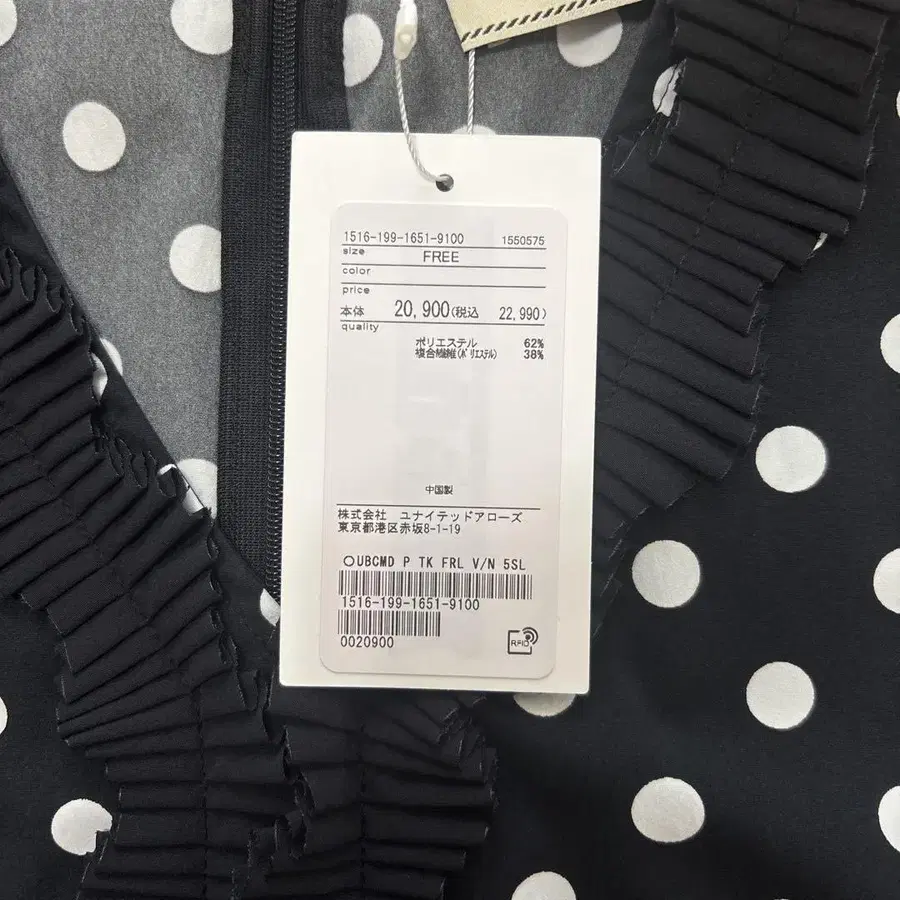 1516-199-1651-9100 1550575
size FREE
color
price
本体 20,900(税込 22,990)
quality
ポリエステル 62%
複合繊維(ポリエステル) 38%
中国製
株式会社 ユナイテッドアローズ
東京都港区赤坂8-1-19
○UBCMD P TK FRL V/N 5SL
1516-199-1651-9100
0020900
RFID